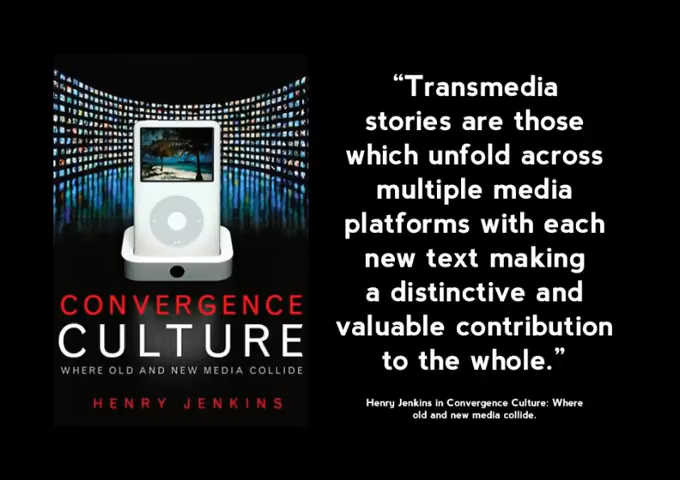 CONVERGENCE
CULTURE
WHERE OLD AND NEW MEDIA COLLIDE
HENRY JENKINS
“Transmedia
stories are those
which unfold across
multiple media
platforms with each
new text making
a distinctive and
valuable contribution
to the whole.”
Henry Jenkins in Convergence Culture: Where
old and new media collide.